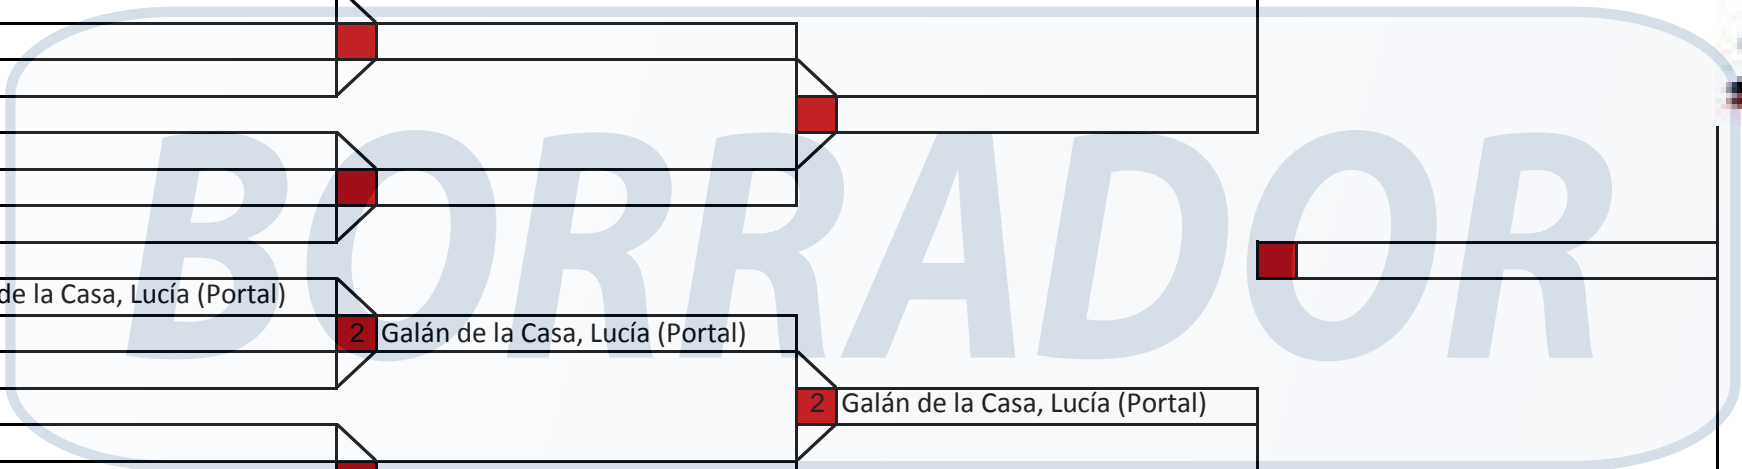 BORRADOR
de la Casa, Lucía (Portal)
2 Galán de la Casa, Lucía (Portal)
2 Galán de la Casa, Lucía (Portal)